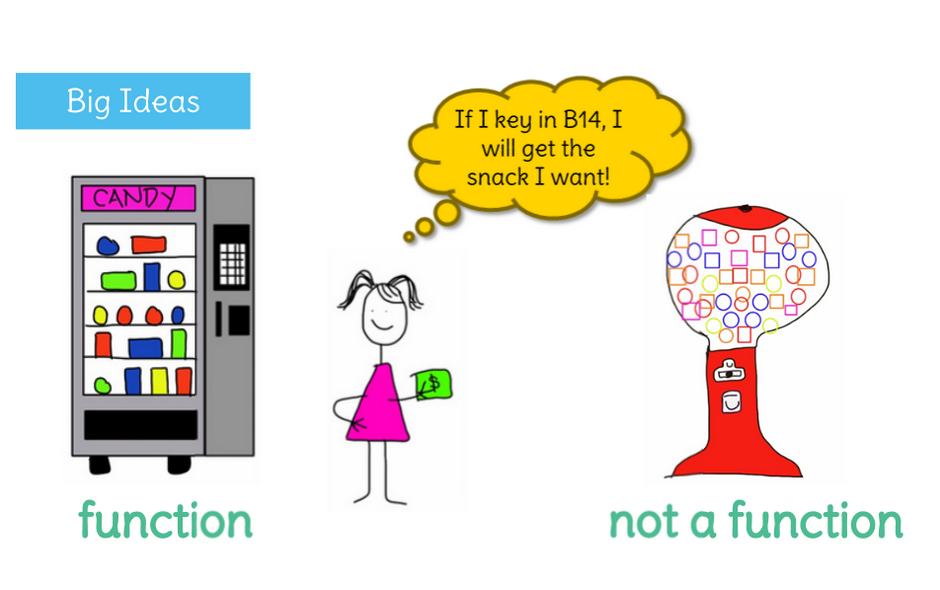 Big Ideas
If I key in B14, I
will get the
snack I want!
CANDY
$
function
not a function